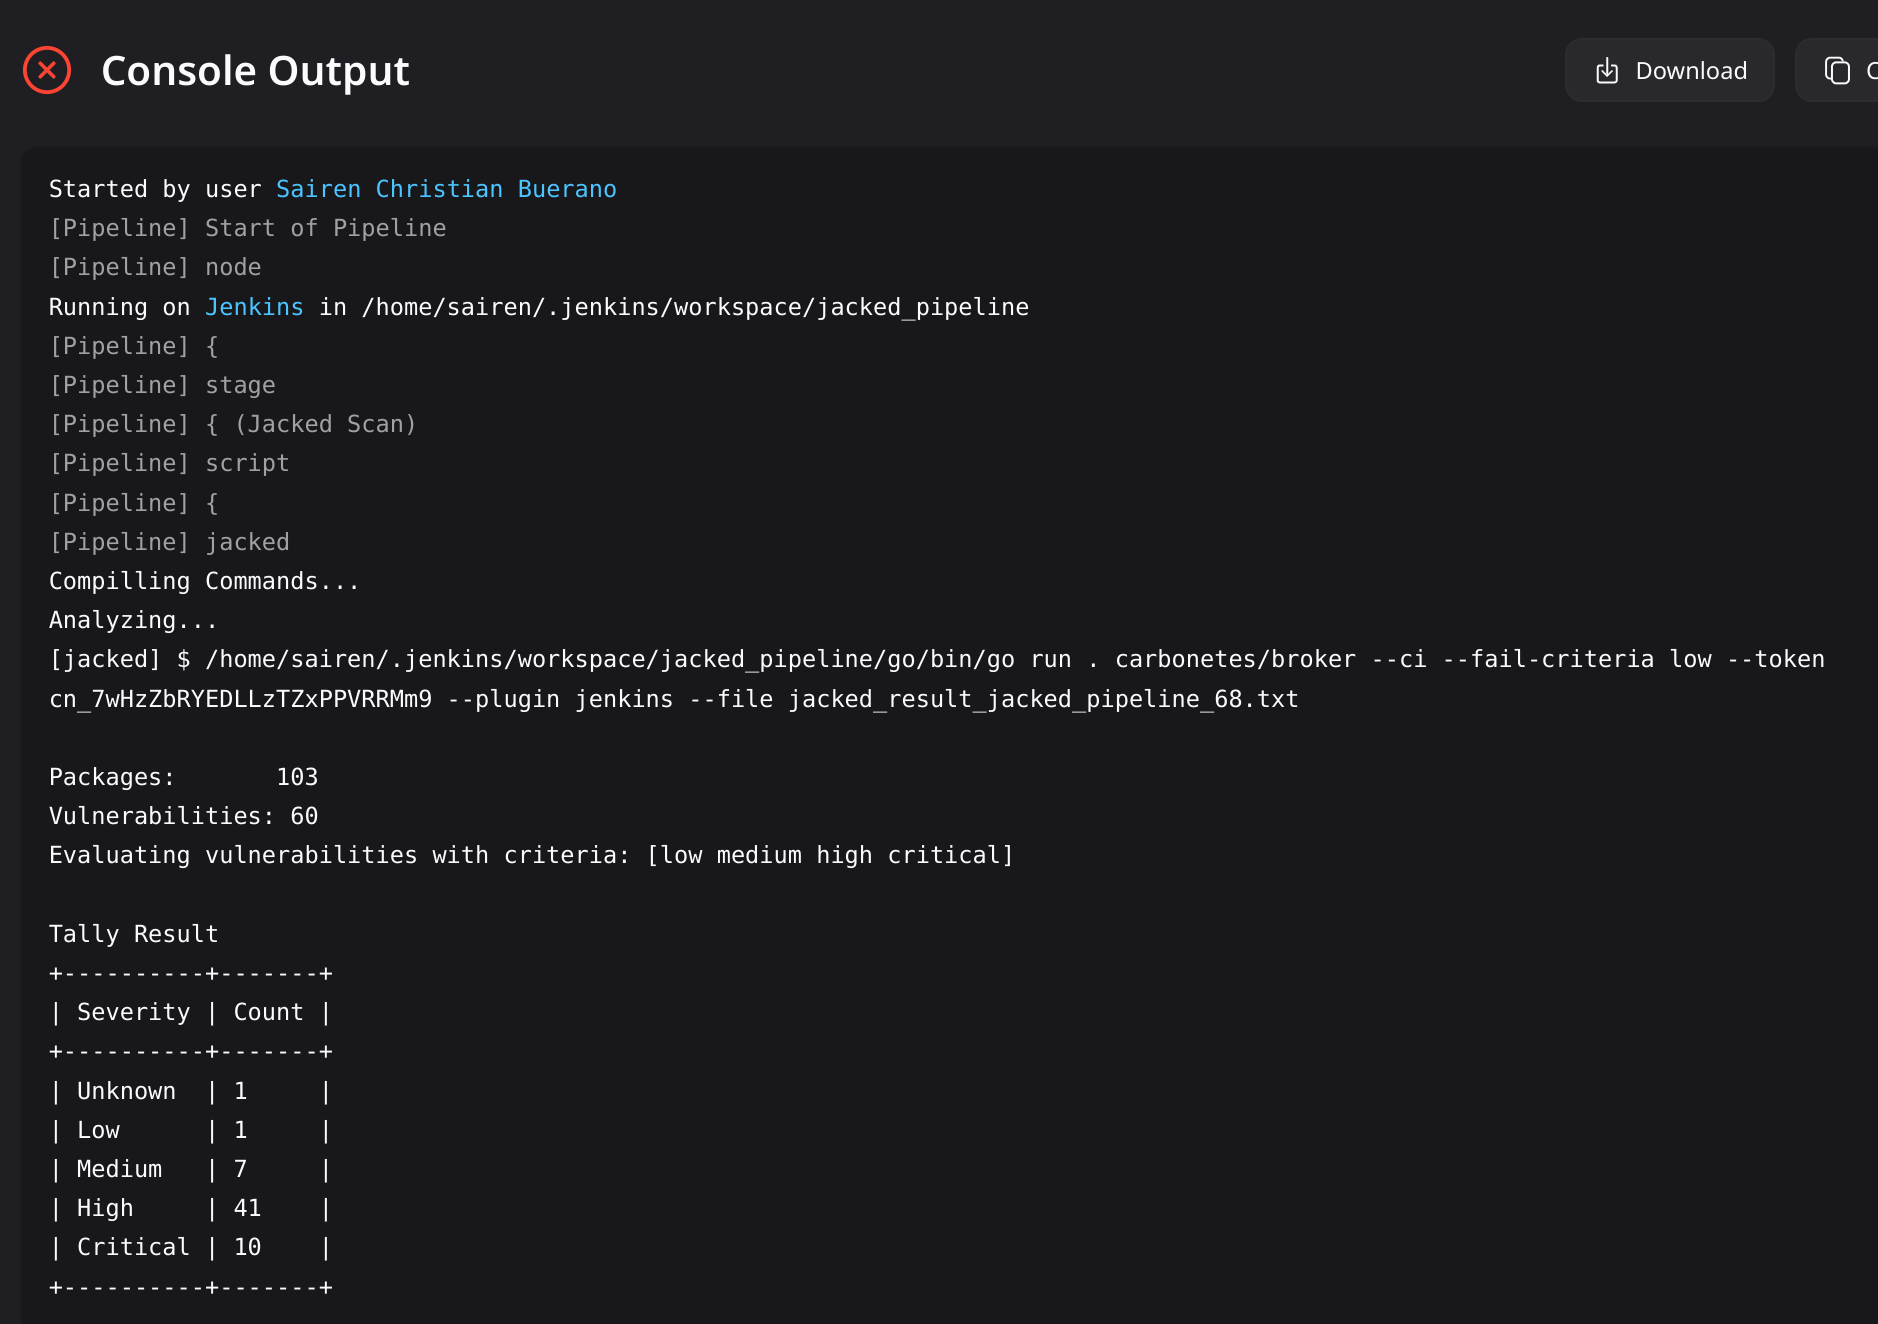 Console Output
Download
Started by user Sairen Christian Buerano
[Pipeline] Start of Pipeline
[Pipeline] node
Running on Jenkins in /home/sairen/.jenkins/workspace/jacked_pipeline
[Pipeline] {
[Pipeline] stage
[Pipeline] { (Jacked Scan)
[Pipeline] script
[Pipeline] {
[Pipeline] jacked
Compilling Commands...
Analyzing...
[jacked] $ /home/sairen/.jenkins/workspace/jacked_pipeline/go/bin/go run . carbonetes/broker --ci --fail-criteria low --token
cn_7wHzZbRYEDLLzTZxPPVRRMm9 --plugin jenkins --file jacked_result_jacked_pipeline_68.txt
Packages:       103
Vulnerabilities: 60
Evaluating vulnerabilities with criteria: [low medium high critical]
Tally Result
+----------+-------+
| Severity | Count |
+----------+-------+
| Unknown  | 1     |
| Low      | 1     |
| Medium   | 7     |
| High     | 41    |
| Critical | 10    |
+----------+-------+